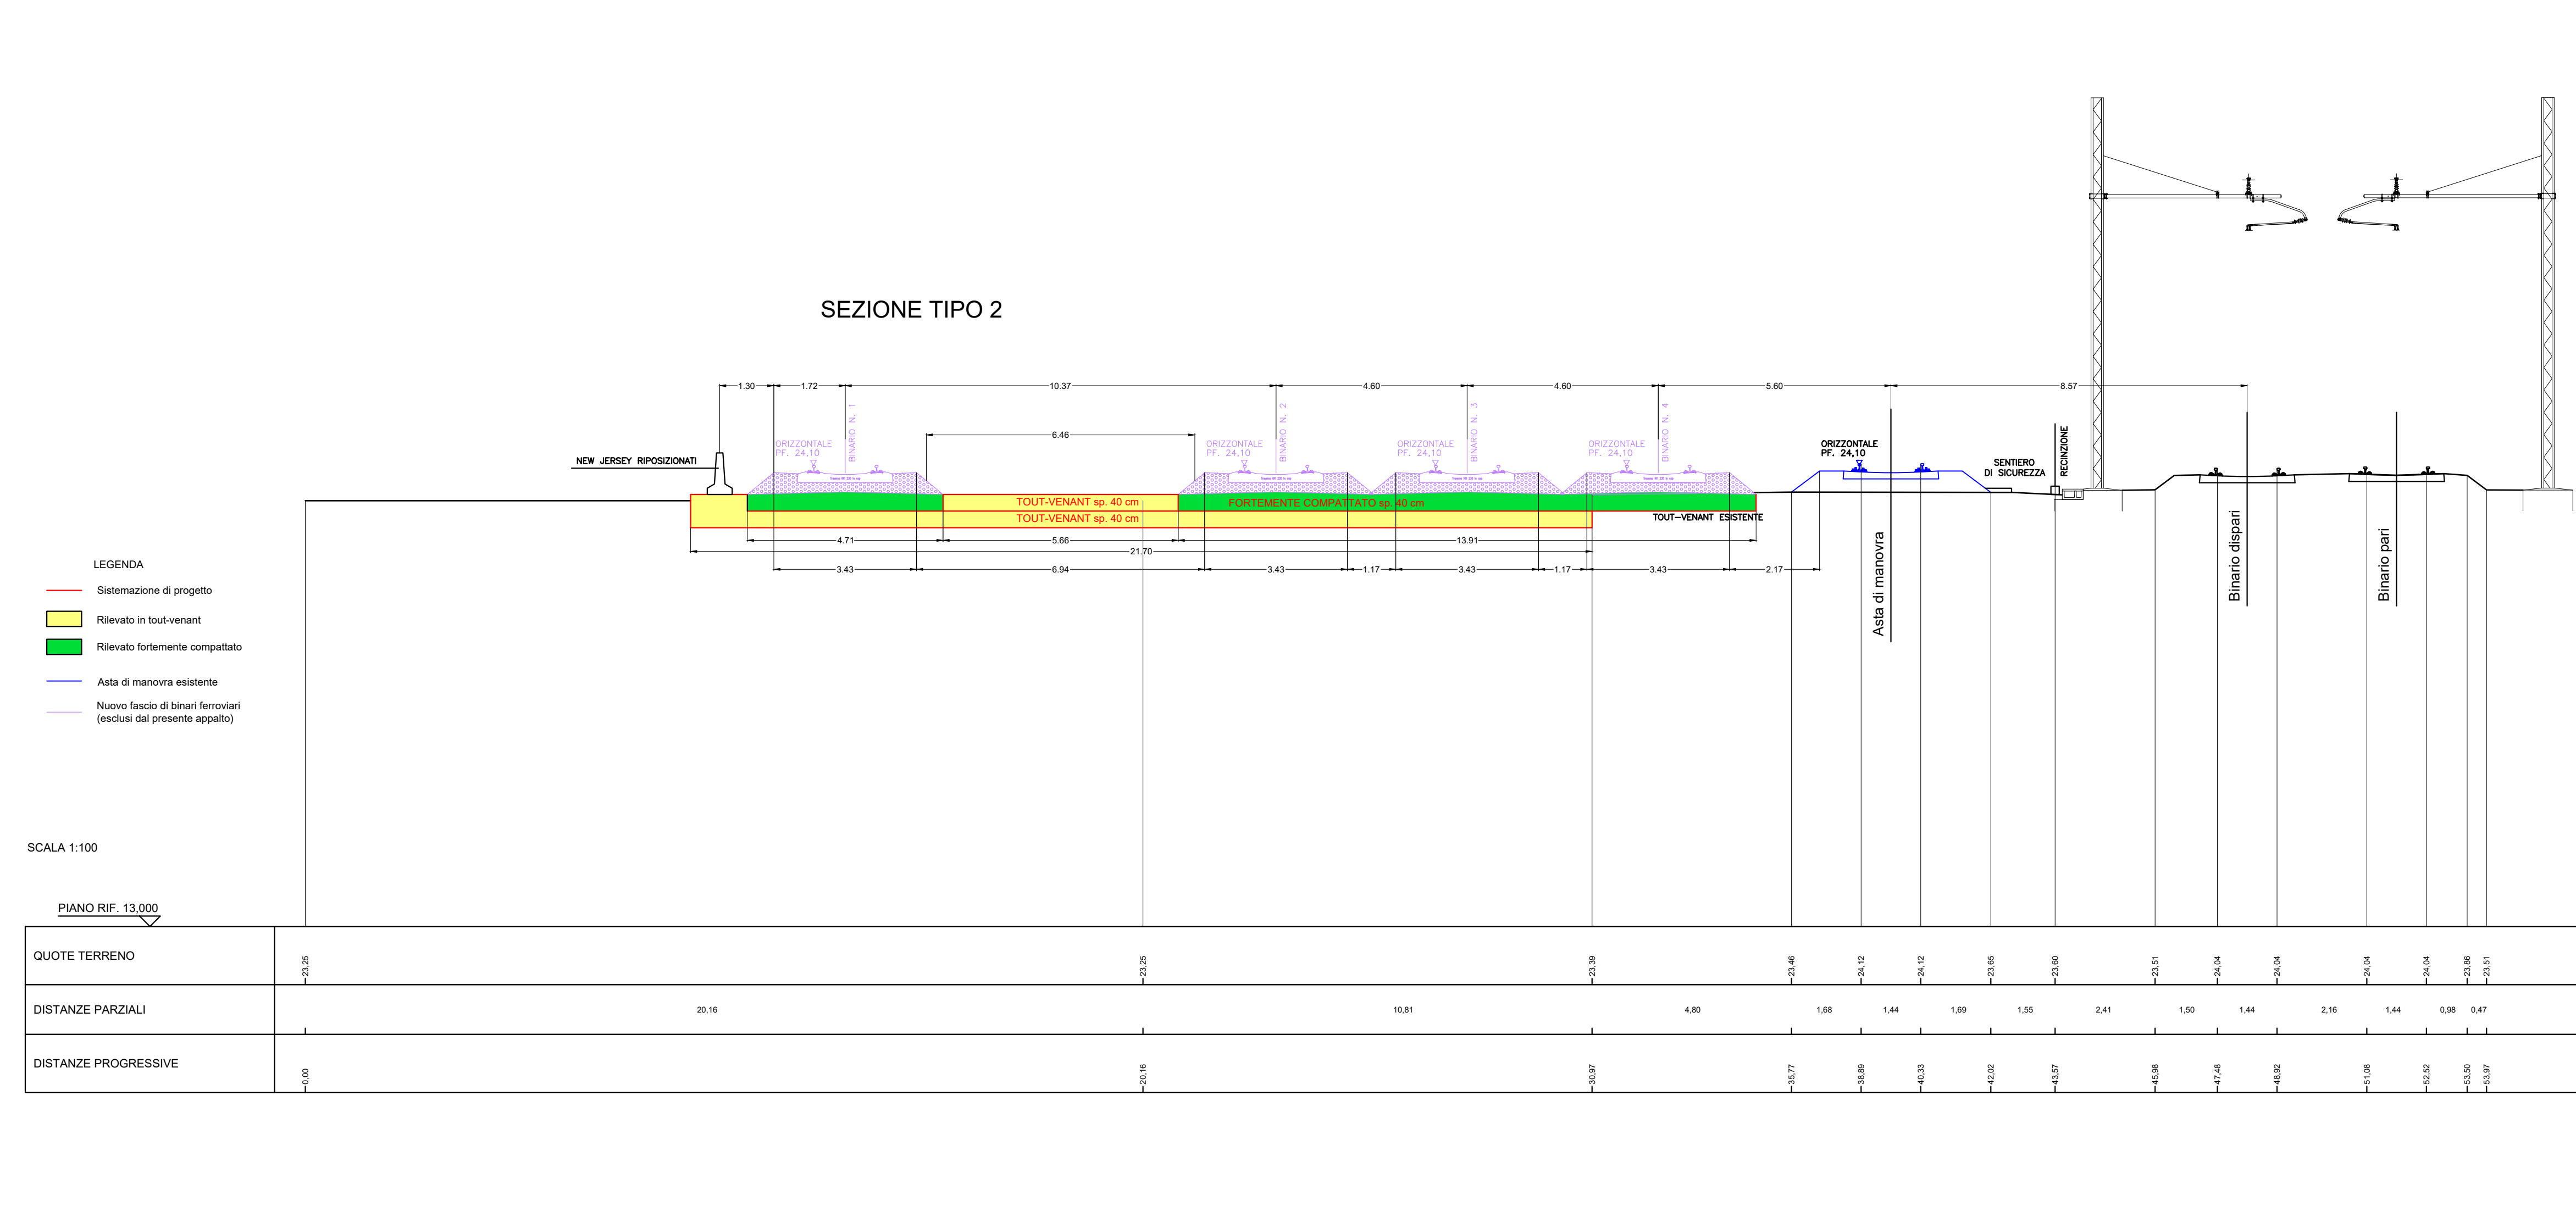 SEZIONE TIPO 2
1.30
1.72
10.37
4.60
4.60
5.60
8.57
6.46
BINARIO N. 1
BINARIO N. 2
BINARIO N. 3
BINARIO N. 4
ORIZZONTALE
PF. 24,10
ORIZZONTALE
PF. 24,10
ORIZZONTALE
PF. 24,10
ORIZZONTALE
PF. 24,10
ORIZZONTALE
PF. 24,10
NEW JERSEY RIPOSIZIONATI
SENTIERO
DI SICUREZZA
RECINZIONE
TOUT-VENANT sp. 40 cm
FORTEMENTE COMPATTATO sp. 40 cm
TOUT-VENANT sp. 40 cm
TOUT-VENANT ESISTENTE
4.71
5.66
13.91
21.70
3.43
6.94
3.43
1.17
3.43
1.17
3.43
2.17
Asta di manovra
Binario dispari
Binario pari
LEGENDA
Sistemazione di progetto
Rilevato in tout-venant
Rilevato fortemente compattato
Asta di manovra esistente
Nuovo fascio di binari ferroviari
(esclusi dal presente appalto)
SCALA 1:100
PIANO RIF. 13,000
QUOTE TERRENO
23,25
23,25
23,39
23,46
24,12
24,12
23,65
23,60
23,51
24,04
24,04
24,04
24,04
23,86
23,51
DISTANZE PARZIALI
20,16
10,81
4,80
1,68
1,44
1,69
1,55
2,41
1,50
1,44
2,16
1,44
0,98
0,47
DISTANZE PROGRESSIVE
0,00
20,16
30,97
35,77
38,89
40,33
42,02
43,57
45,98
47,48
48,92
51,08
52,52
53,50
53,97